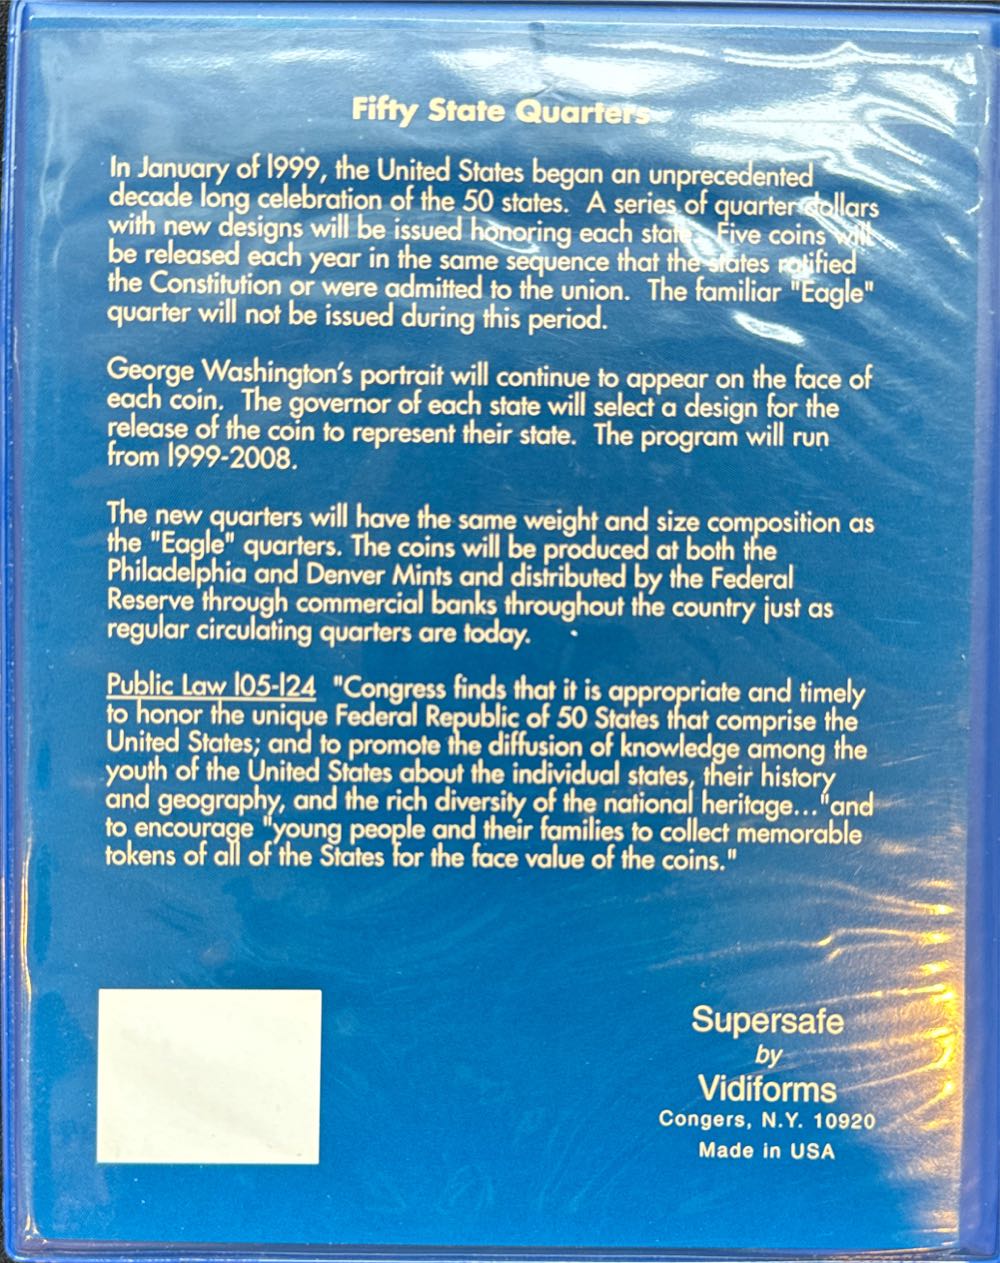 Fifty State Quarters
In January of 1999, the United States began an unprecedented
decade long celebration of the 50 states. A series of quarter dollars
with new designs will be issued honoring each state. Five coins will
be released each year in the same sequence that the states ratified
the Constitution or were admitted to the union. The familiar "Eagle"
quarter will not be issued during this period.
George Washington's portrait will continue to appear on the face of
each coin. The governor of each state will select a design for the
release of the coin to represent their state. The program will run
from 1999-2008.
The new quarters will have the same weight and size composition as
the "Eagle" quarters. The coins will be produced at both the
Philadelphia and Denver Mints and distributed by the Federal
Reserve through commercial banks throughout the country just as
regular circulating quarters are today.
Public Law 105-124 "Congress finds that it is appropriate and timely
to honor the unique Federal Republic of 50 States that comprise the
United States; and to promote the diffusion of knowledge among the
youth of the United States about the individual states, their history
and geography, and the rich diversity of the national heritage..."and
to encourage "young people and their families to collect memorable
tokens of all of the States for the face value of the coins."
Supersafe
by
Vidiforms
Congers, N.Y. 10920
Made in USA